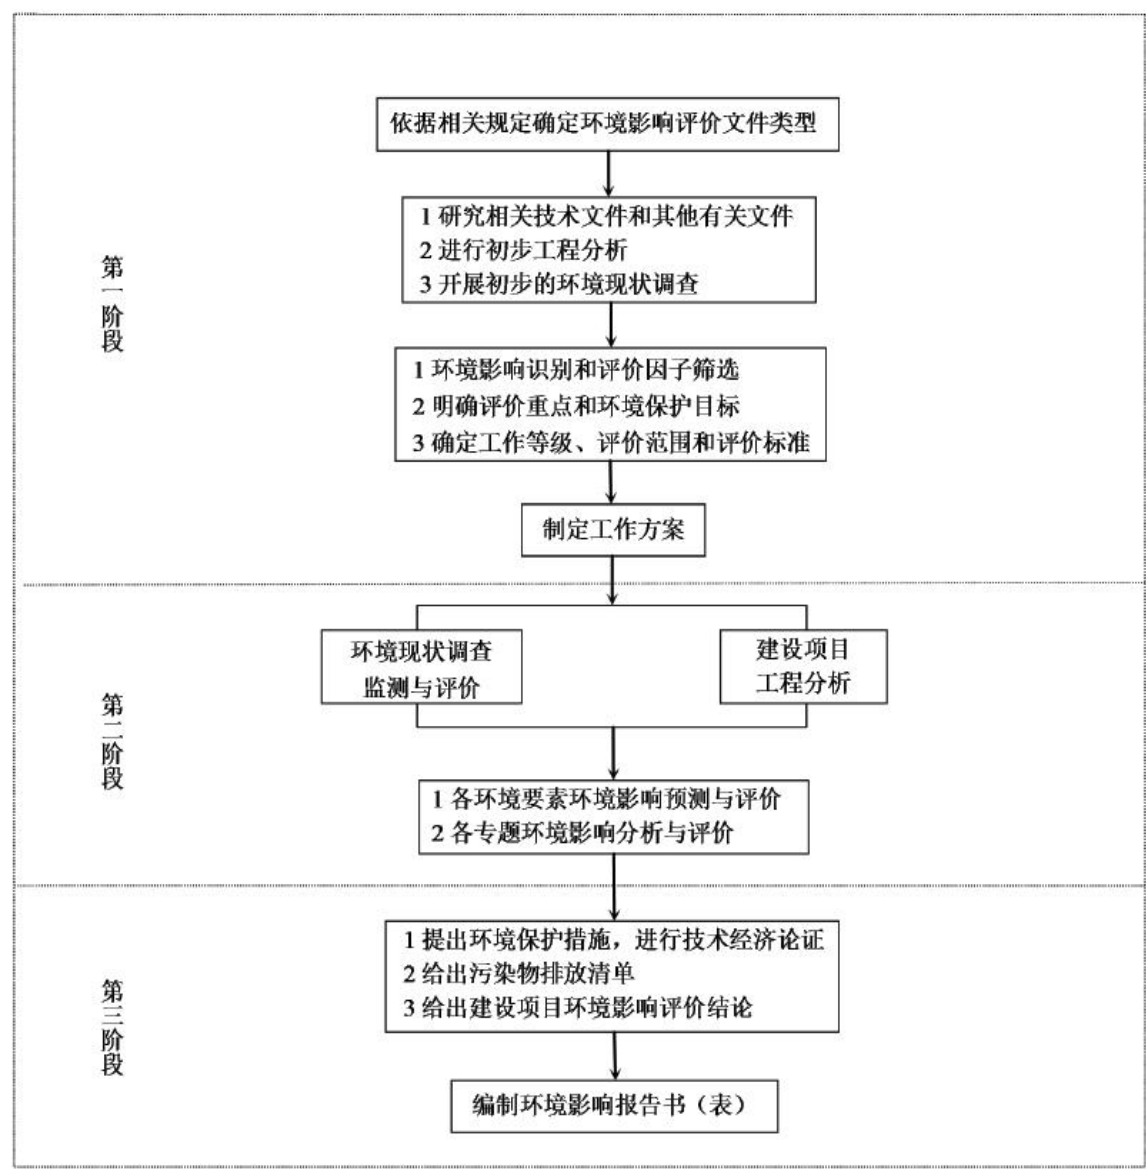 依据相关规定确定环境影响评价文件类型
1 研究相关技术文件和其他有关文件
2 进行初步工程分析
3 开展初步的环境现状调查
第一阶段
1 环境影响识别和评价因子筛选
2 明确评价重点和环境保护目标
3 确定工作等级、评价范围和评价标准
制定工作方案
环境现状调查
监测与评价
建设项目
工程分析
第二阶段
1 各环境要素环境影响预测与评价
2 各专题环境影响分析与评价
1 提出环境保护措施，进行技术经济论证
2 给出污染物排放清单
3 给出建设项目环境影响评价结论
第三阶段
编制环境影响报告书（表）